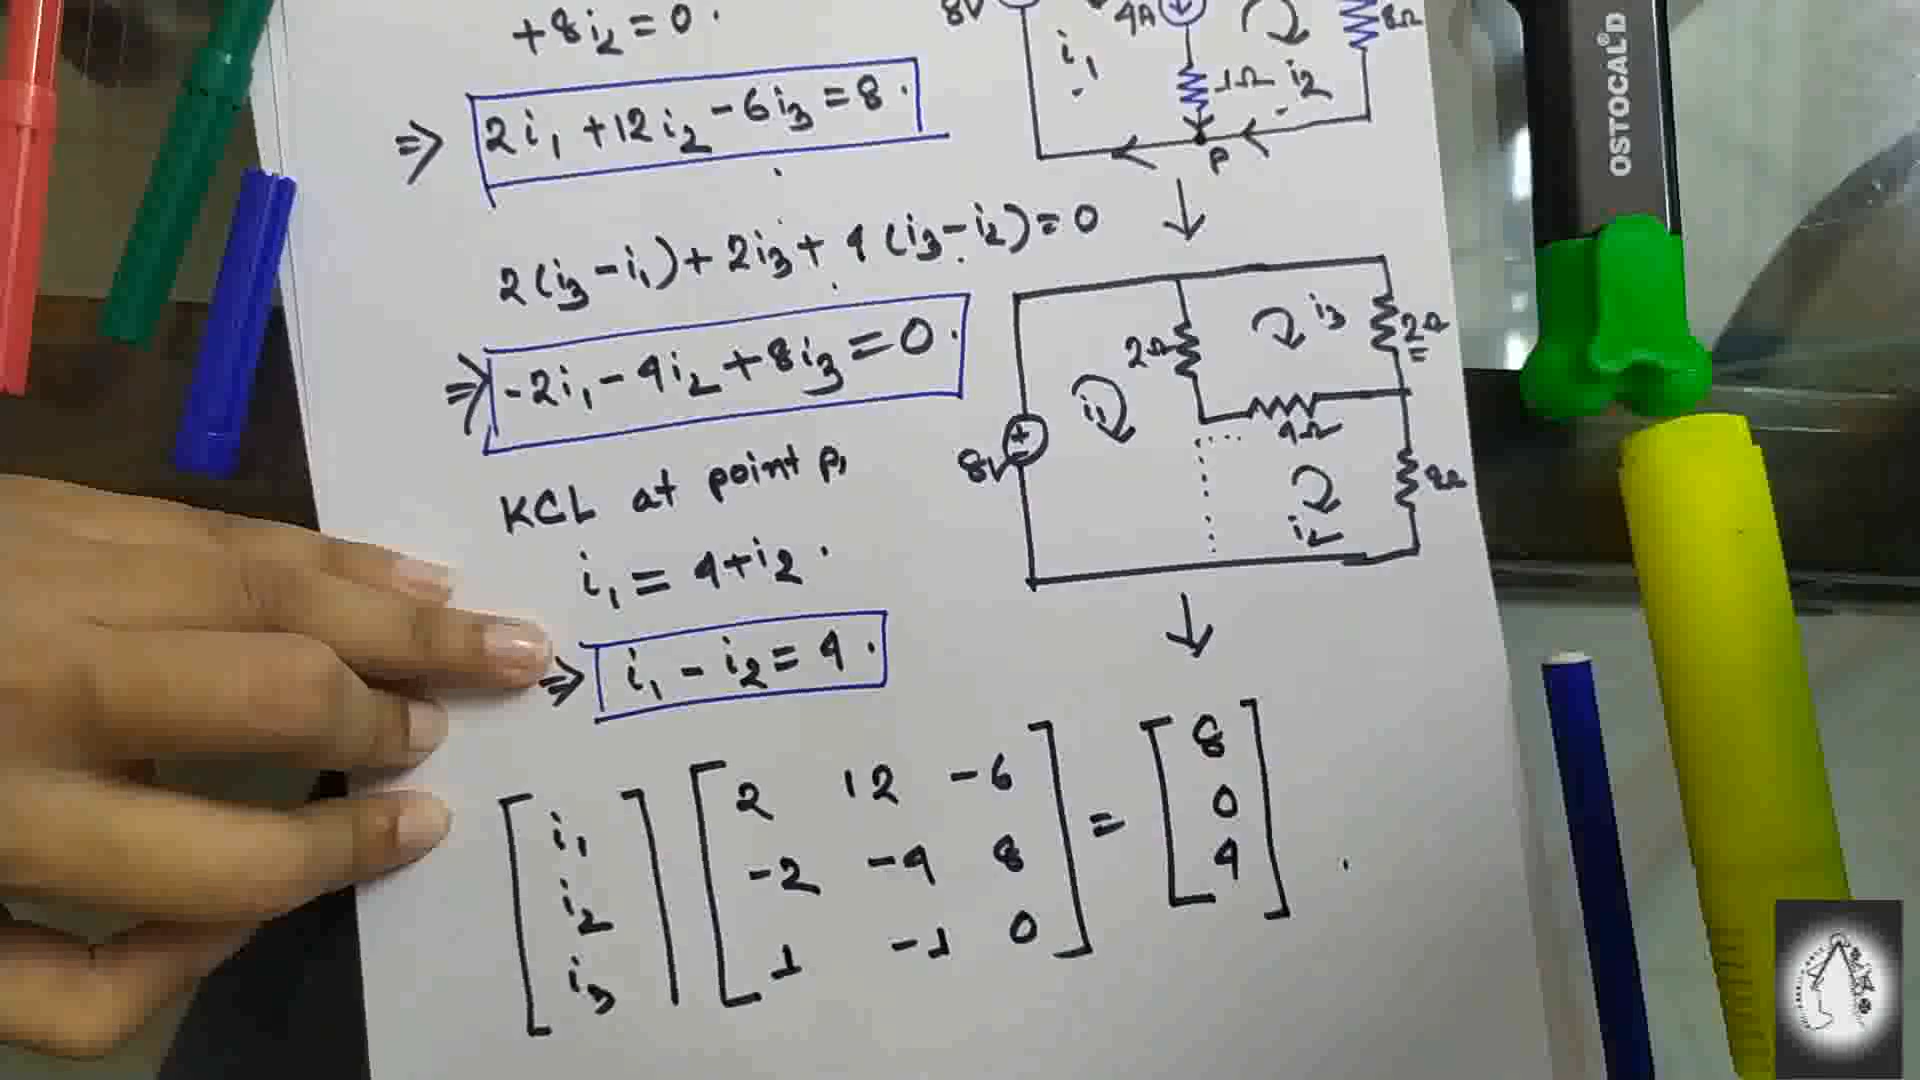 +8i₂ = 0.
⇒ 2i₁ + 12i₂ - 6i₃ = 8.
2(i₃ - i₁) + 2i₃ + 4(i₃ - i₂) = 0
⇒ -2i₁ - 4i₂ + 8i₃ = 0.
KCL at point P,
i₁ = 4 + i₂.
⇒ i₁ - i₂ = 4.
[i₁ i₂ i₃] [2 12 -6
-2 -4 8
1 -1 0] = [8 0 4].
8V
4A
8Ω
i₁
1Ω
i₂
P
i₃
2Ω
2Ω
i₁
4Ω
8V
8Ω
i₂
OSTOCAL D